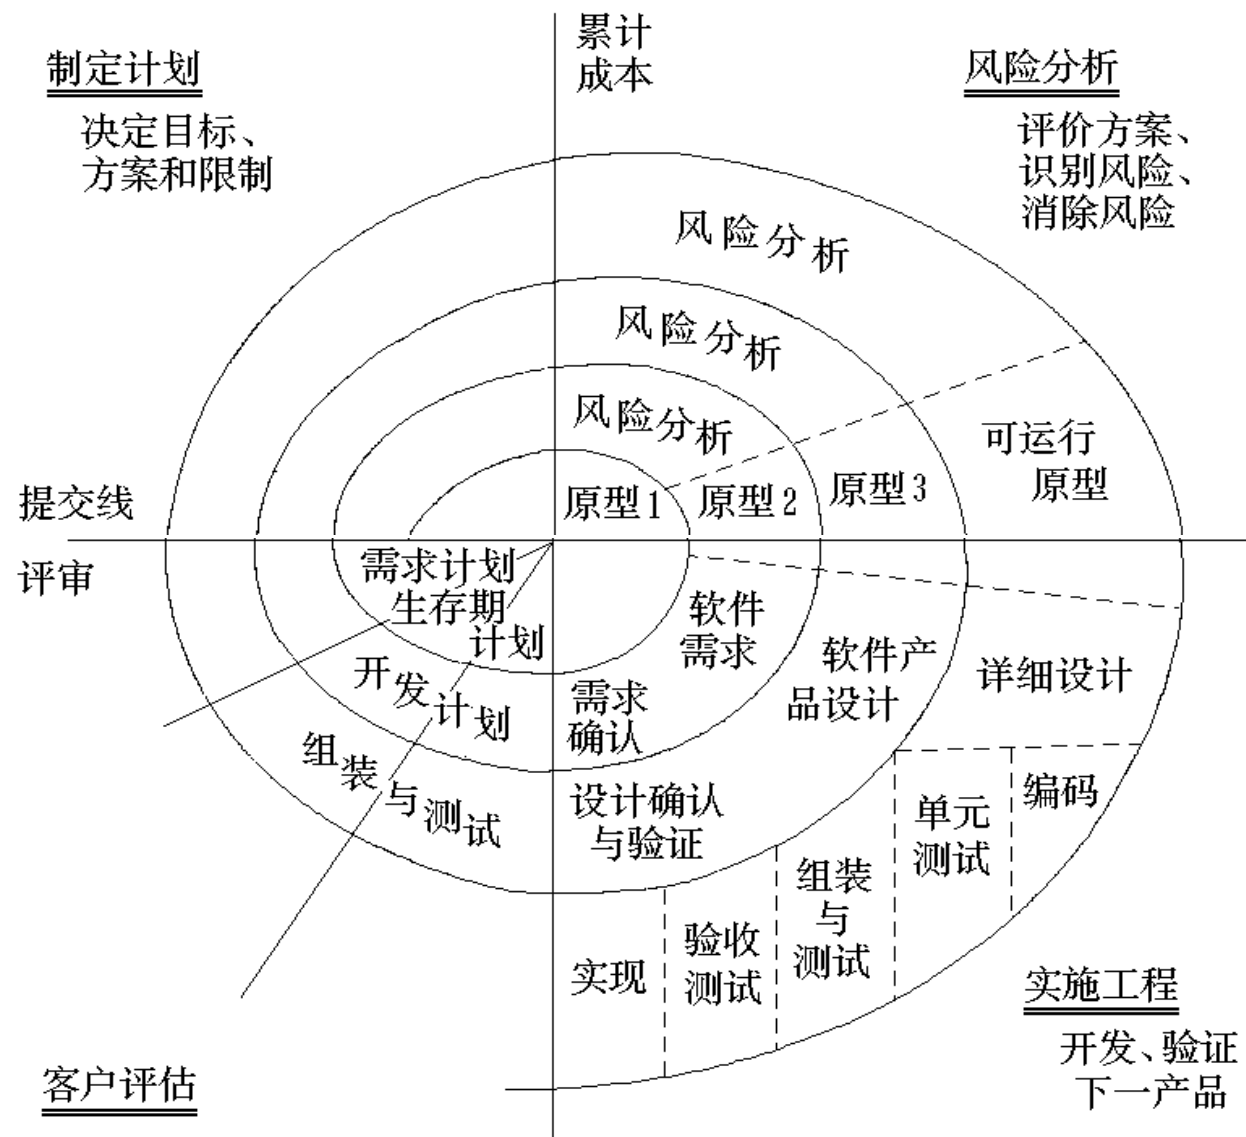 累计
成本
制定计划
决定目标、
方案和限制
风险分析
评价方案、
识别风险、
消除风险
风险分析
风险分析
风险分析
可运行
原型
原型1
原型2
原型3
提交线
评审
需求计划
生存期
计划
开发计划
组装与测试
软件
需求
需求
确认
软件产
品设计
设计确认
与验证
详细设计
编码
单元
测试
组装
与
测试
验收
测试
实现
实施工程
开发、验证
下一产品
客户评估